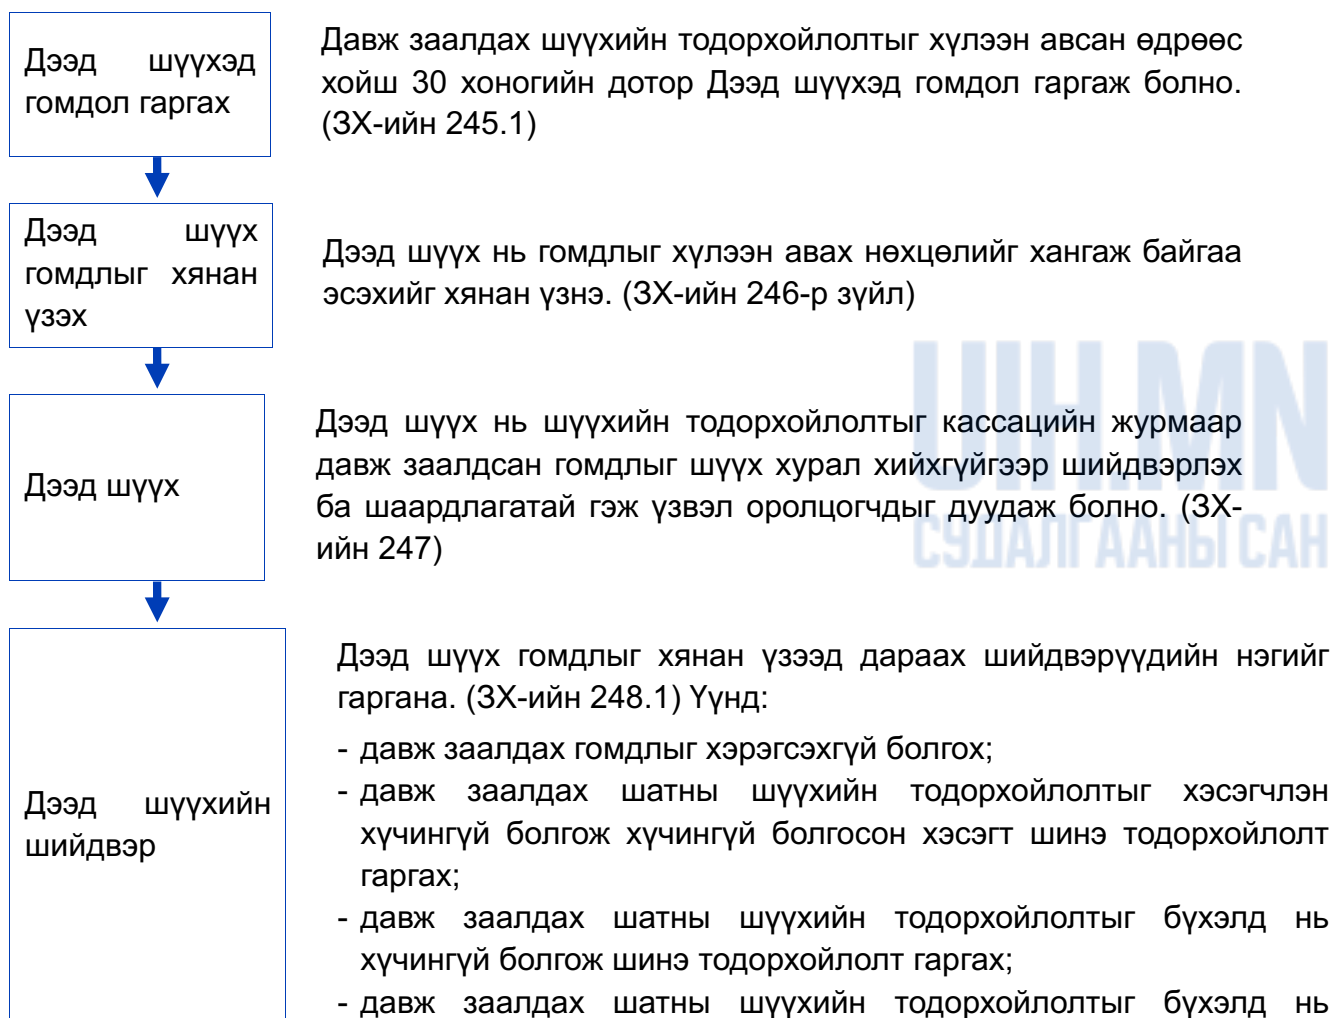 Дээд шүүхэд
гомдол гаргах
Давж заалдах шүүхийн тодорхойлолтыг хүлээн авсан өдрөөс
хойш 30 хоногийн дотор Дээд шүүхэд гомдол гаргаж болно.
(ЗХ-ийн 245.1)
Дээд шүүх
гомдлыг хянан
үзэх
Дээд шүүх нь гомдлыг хүлээн авах нөхцөлийг хангаж байгаа
эсэхийг хянан үзнэ. (ЗХ-ийн 246-р зүйл)
UIH.MN
СУДАЛГААНЫ САН
Дээд шүүх
Дээд шүүх нь шүүхийн тодорхойлолтыг кассацийн журмаар
давж заалдсан гомдлыг шүүх хурал хийхгүйгээр шийдвэрлэх
ба шаардлагатай гэж үзвэл оролцогчдыг дуудаж болно. (ЗХ-
ийн 247)
Дээд шүүхийн
шийдвэр
Дээд шүүх гомдлыг хянан үзээд дараах шийдвэрүүдийн нэгийг
гаргана. (ЗХ-ийн 248.1) Үүнд:
- давж заалдах гомдлыг хэрэгсэхгүй болгох;
- давж заалдах шатны шүүхийн тодорхойлолтыг хэсэгчлэн
хүчингүй болгож хүчингүй болгосон хэсэгт шинэ тодорхойлолт
гаргах;
- давж заалдах шатны шүүхийн тодорхойлолтыг бүхэлд нь
хүчингүй болгож шинэ тодорхойлолт гаргах;
- давж заалдах шатны шүүхийн тодорхойлолтыг бүхэлд нь